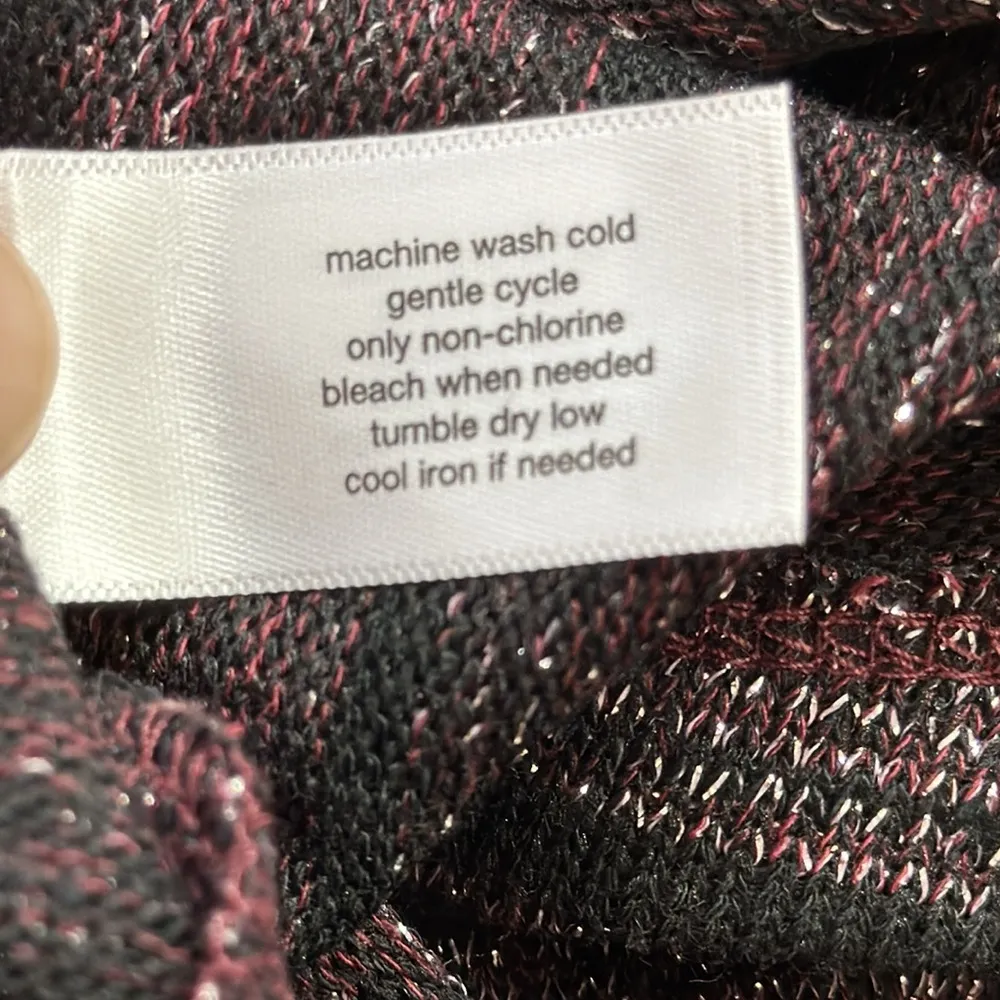 machine wash cold
gentle cycle
only non-chlorine
bleach when needed
tumble dry low
cool iron if needed